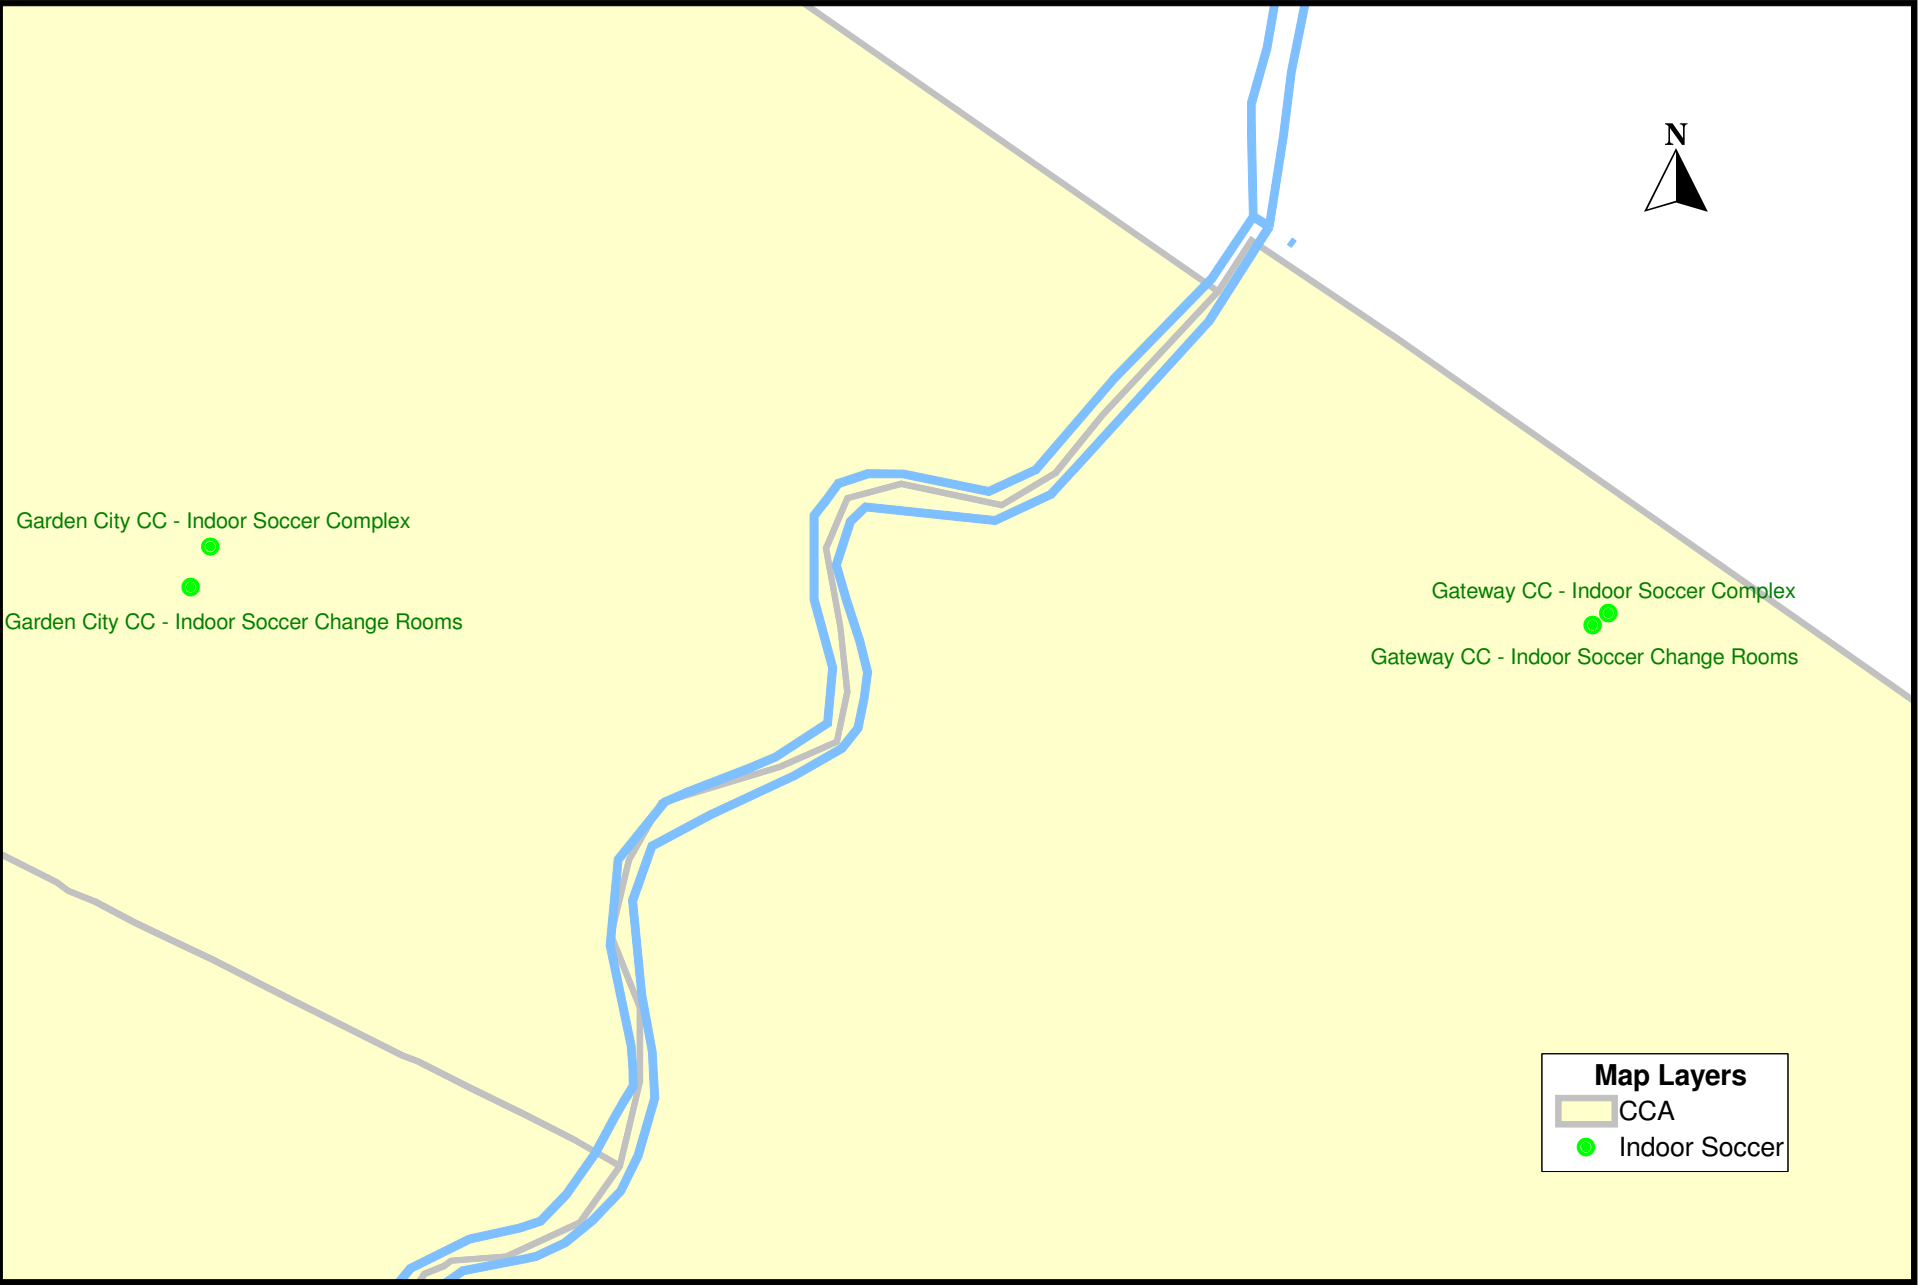 N
Garden City CC - Indoor Soccer Complex
Garden City CC - Indoor Soccer Change Rooms
Gateway CC - Indoor Soccer Complex
Gateway CC - Indoor Soccer Change Rooms
Map Layers
CCA
Indoor Soccer